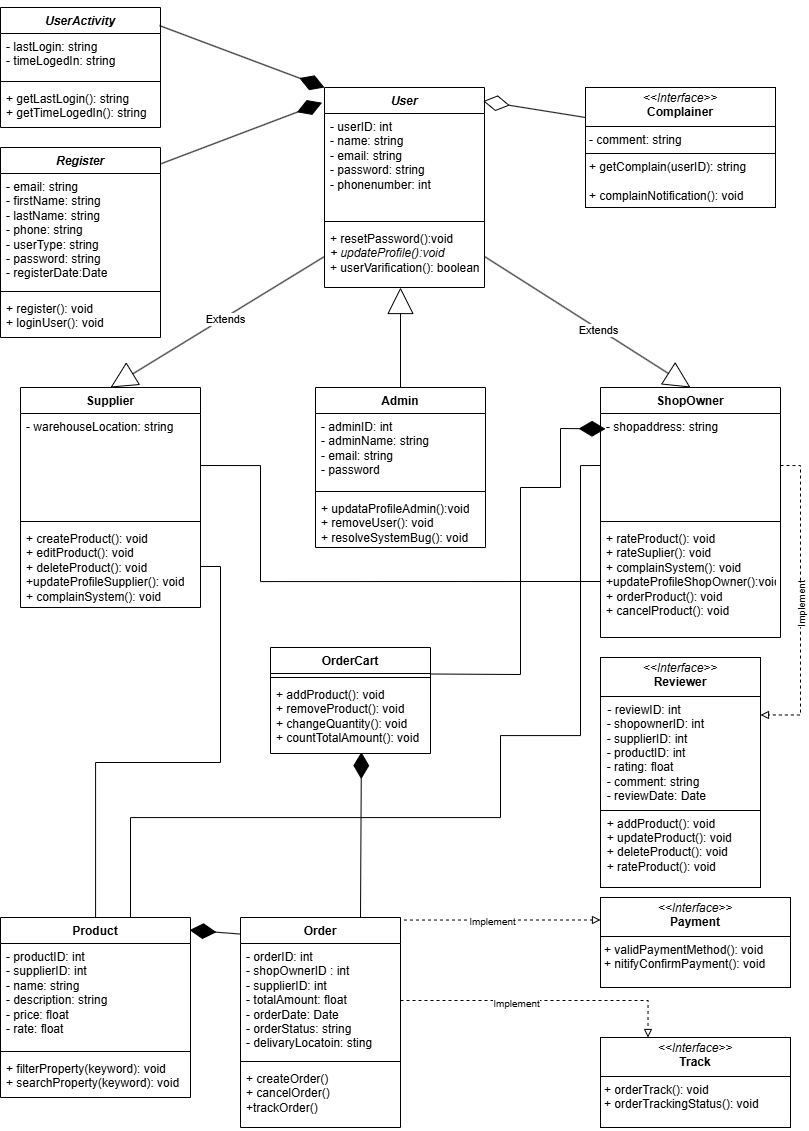 UserActivity
- lastLogin: string
- timeLogedIn: string
+ getLastLogin(): string
+ getTimeLogedIn(): string
User
- userID: int
- name: string
- email: string
- password: string
- phonenumber: int
+ resetPassword():void
+ updateProfile():void
+ userVarification(): boolean
<<Interface>>
Complainer
- comment: string
+ getComplain(userID): string
+ complainNotification(): void
Register
- email: string
- firstName: string
- lastName: string
- phone: string
- userType: string
- password: string
- registerDate:Date
+ register(): void
+ loginUser(): void
Extends
Extends
Supplier
- warehouseLocation: string
+ createProduct(): void
+ editProduct(): void
+ deleteProduct(): void
+updateProfileSupplier(): void
+ complainSystem(): void
Admin
- adminID: int
- adminName: string
- email: string
- password
+ updataProfileAdmin():void
+ removeUser(): void
+ resolveSystemBug(): void
ShopOwner
- shopaddress: string
+ rateProduct(): void
+ rateSuplier(): void
+ complainSystem(): void
+updateProfileShopOwner():voi
+ orderProduct(): void
+ cancelProduct(): void
Implement
OrderCart
+ addProduct(): void
+ removeProduct(): void
+ changeQuantity(): void
+ countTotalAmount(): void
<<Interface>>
Reviewer
- reviewID: int
- shopownerID: int
- supplierID: int
- productID: int
- rating: float
- comment: string
- reviewDate: Date
+ addProduct(): void
+ updateProduct(): void
+ deleteProduct(): void
+ rateProduct(): void
Product
- productID: int
- supplierID: int
- name: string
- description: string
- price: float
- rate: float
+ filterProperty(keyword): void
+ searchProperty(keyword): void
Order
- orderID: int
- shopOwnerID : int
- supplierID: int
- totalAmount: float
- orderDate: Date
- orderStatus: string
- delivaryLocatoin: sting
+ createOrder()
+ cancelOrder()
+trackOrder()
Implement
<<Interface>>
Payment
+ validPaymentMethod(): void
+ nitifyConfirmPayment(): void
Implement
<<Interface>>
Track
+ orderTrack(): void
+ orderTrackingStatus(): void